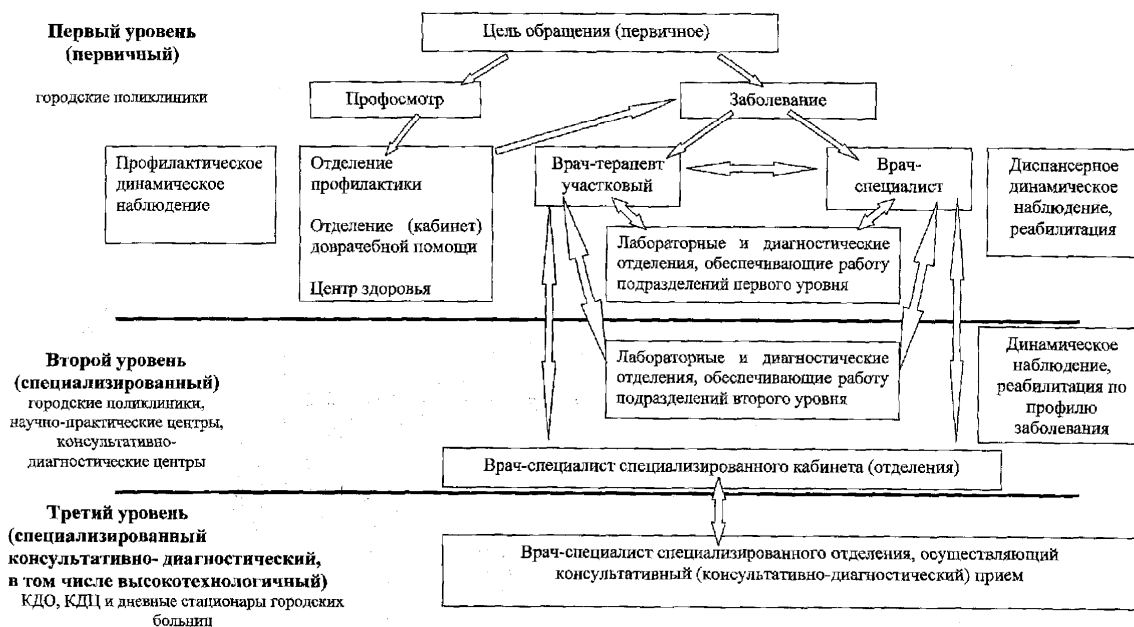 Первый уровень
(первичный)
городские поликлиники
Цель обращения (первичное)
Профосмотр
Заболевание
Профилактическое
динамическое
наблюдение
Отделение
профилактики
Отделение (кабинет)
доврачебной помощи
Центр здоровья
Врач-терапевт
участковый
Врач-
специалист
Диспансерное
динамическое
наблюдение,
реабилитация
Лабораторные и диагностические
отделения, обеспечивающие работу
подразделений первого уровня
Второй уровень
(специализированный)
городские поликлиники,
научно-практические центры,
консультативно-
диагностические центры
Лабораторные и диагностические
отделения, обеспечивающие работу
подразделений второго уровня
Динамическое
наблюдение,
реабилитация по
профилю
заболевания
Врач-специалист специализированного кабинета (отделения)
Третий уровень
(специализированный
консультативно- диагностический,
в том числе высокотехнологичный)
КДО, КДЦ и дневные стационары городских
больниц
Врач-специалист специализированного отделения, осуществляющий
консультативный (консультативно-диагностический) прием